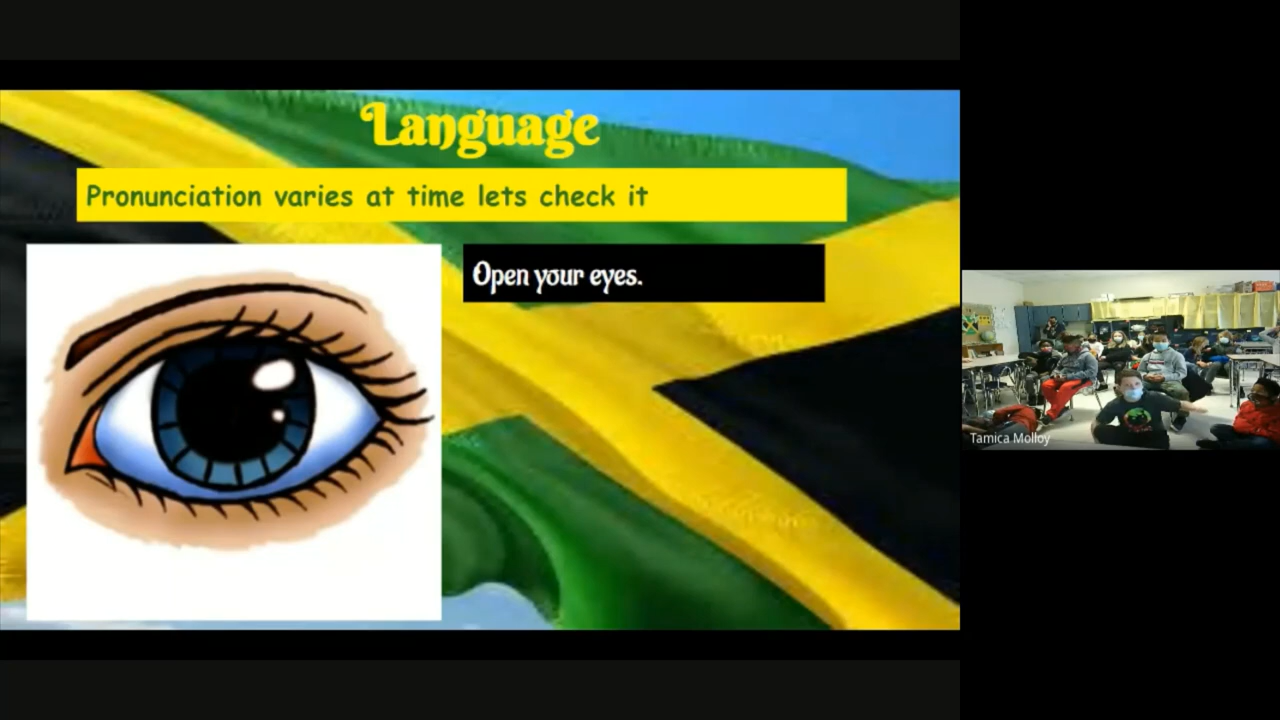 Language
Pronunciation varies at time lets check it
Open your eyes.
Tamica Molloy